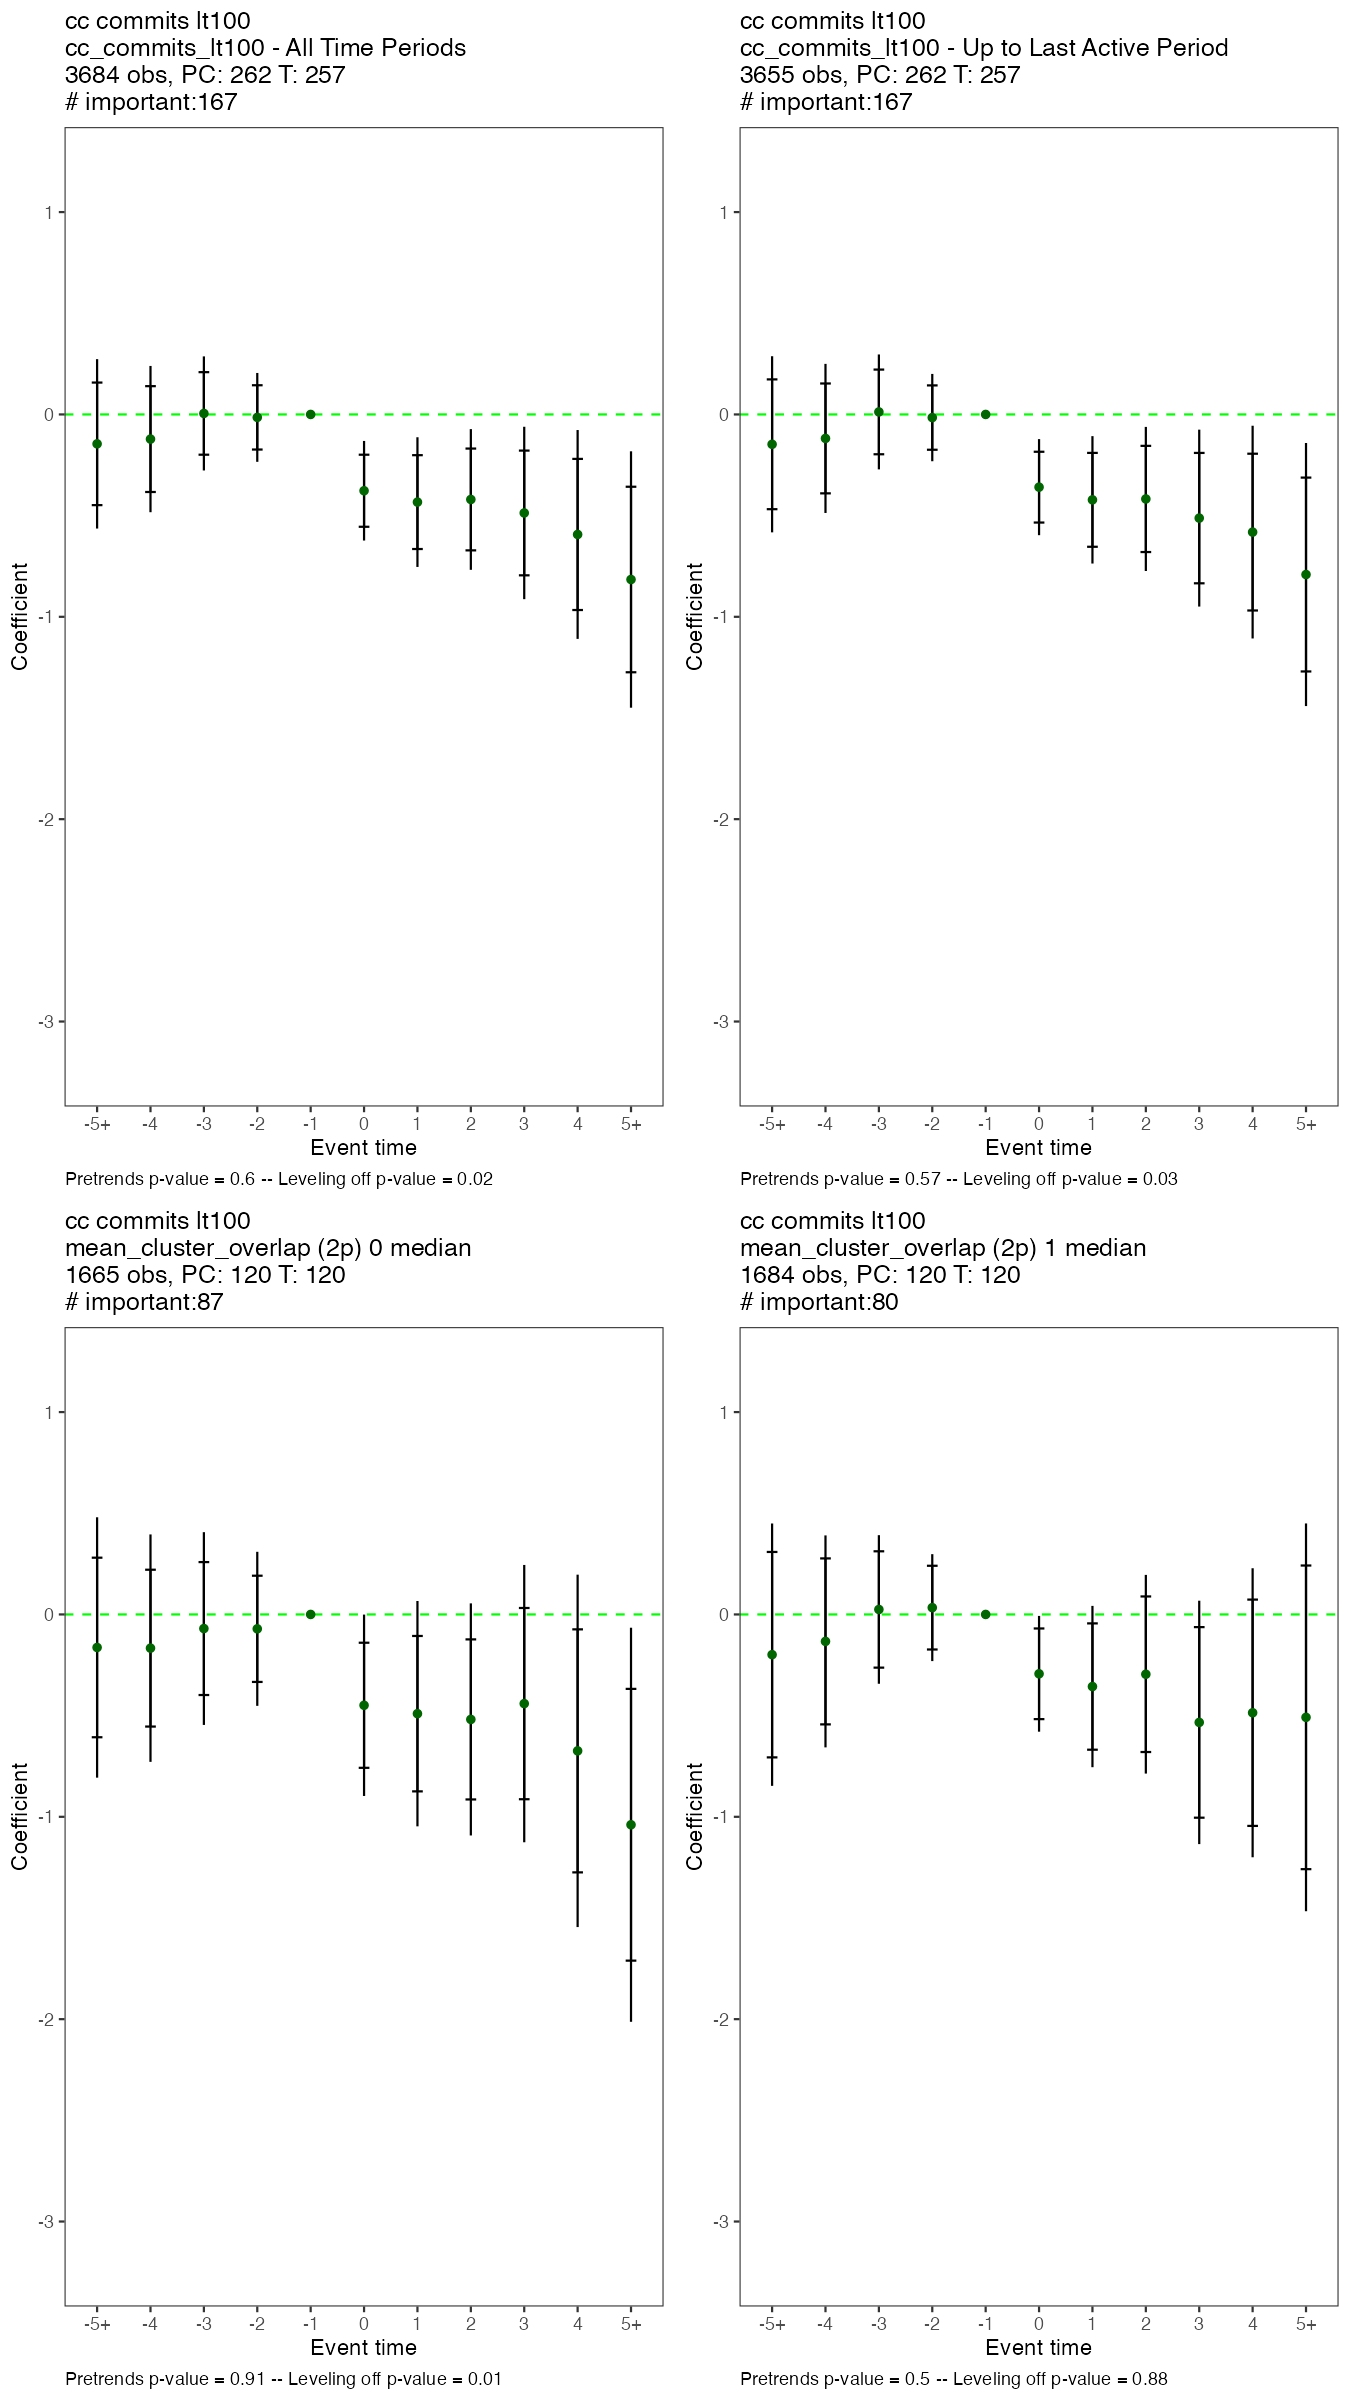 cc commits lt100
cc_commits_lt100 - All Time Periods
3684 obs, PC: 262 T: 257
# important:167
1
0
-1
-2
-3
Coefficient
-5+ -4 -3 -2 -1 0 1 2 3 4 5+
Event time
Pretrends p-value = 0.6 -- Leveling off p-value = 0.02
cc commits lt100
cc_commits_lt100 - Up to Last Active Period
3655 obs, PC: 262 T: 257
# important:167
1
0
-1
-2
-3
Coefficient
-5+ -4 -3 -2 -1 0 1 2 3 4 5+
Event time
Pretrends p-value = 0.57 -- Leveling off p-value = 0.03
cc commits lt100
mean_cluster_overlap (2p) 0 median
1665 obs, PC: 120 T: 120
# important:87
1
0
-1
-2
-3
Coefficient
-5+ -4 -3 -2 -1 0 1 2 3 4 5+
Event time
Pretrends p-value = 0.91 -- Leveling off p-value = 0.01
cc commits lt100
mean_cluster_overlap (2p) 1 median
1684 obs, PC: 120 T: 120
# important:80
1
0
-1
-2
-3
Coefficient
-5+ -4 -3 -2 -1 0 1 2 3 4 5+
Event time
Pretrends p-value = 0.5 -- Leveling off p-value = 0.88